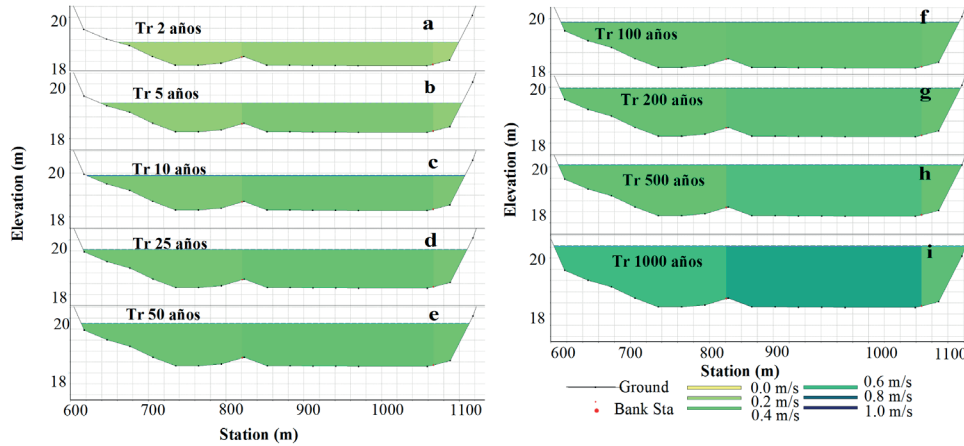 20
Tr 2 años
a
18
20
Tr 5 años
b
18
20
Tr 10 años
c
18
20
Tr 25 años
d
18
20
Tr 50 años
e
18
600 700 800 900 1000 1100
Station (m)
Elevation (m)
20
Tr 100 años
f
18
20
Tr 200 años
g
18
20
Tr 500 años
h
18
20
Tr 1000 años
i
18
600 700 800 900 1000 1100
Station (m)
Elevation (m)
Ground
Bank Sta
0.0 m/s
0.2 m/s
0.4 m/s
0.6 m/s
0.8 m/s
1.0 m/s